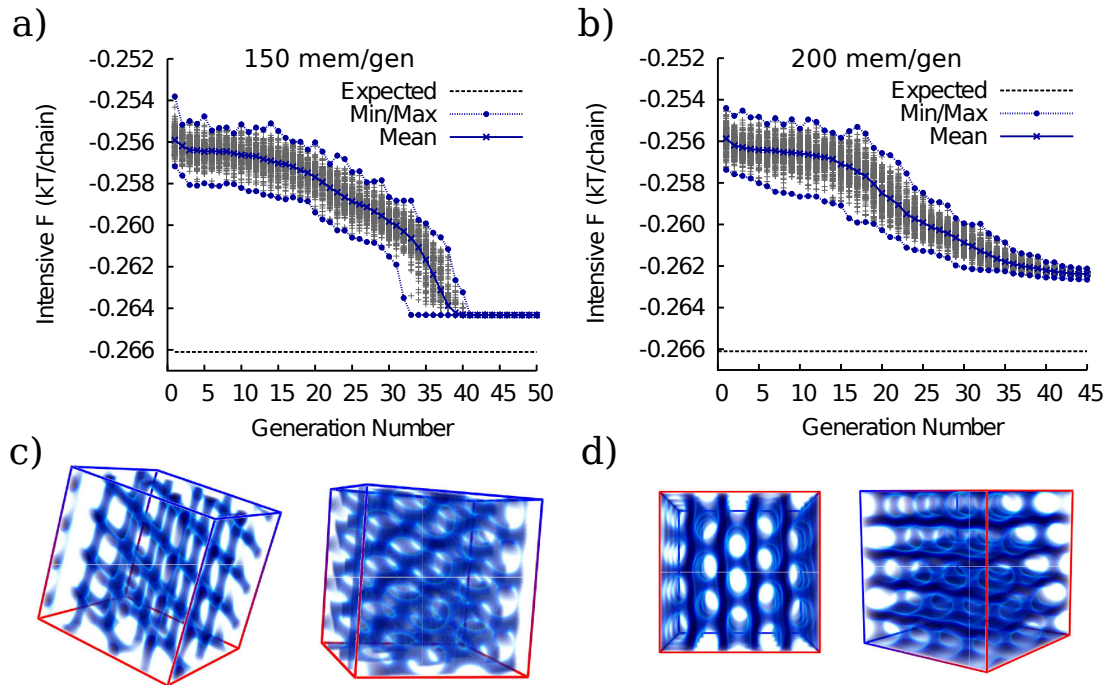 a)
150 mem/gen
Expected
Min/Max
Mean
Intensive F (kT/chain)
-0.252
-0.254
-0.256
-0.258
-0.260
-0.262
-0.264
-0.266
0 5 10 15 20 25 30 35 40 45 50
Generation Number
b)
200 mem/gen
Expected
Min/Max
Mean
Intensive F (kT/chain)
-0.252
-0.254
-0.256
-0.258
-0.260
-0.262
-0.264
-0.266
0 5 10 15 20 25 30 35 40 45
Generation Number
c)
d)